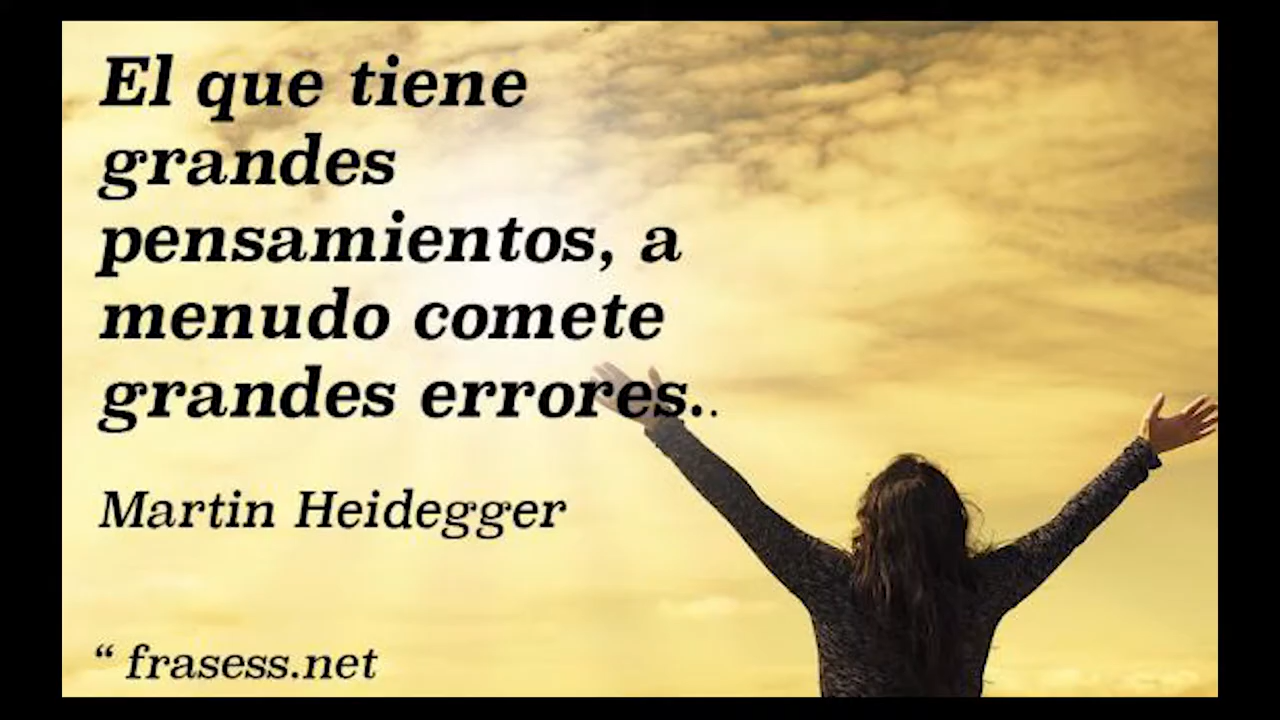 El que tiene
grandes
pensamientos, a
menudo comete
grandes errores..
Martin Heidegger
“ frasess.net